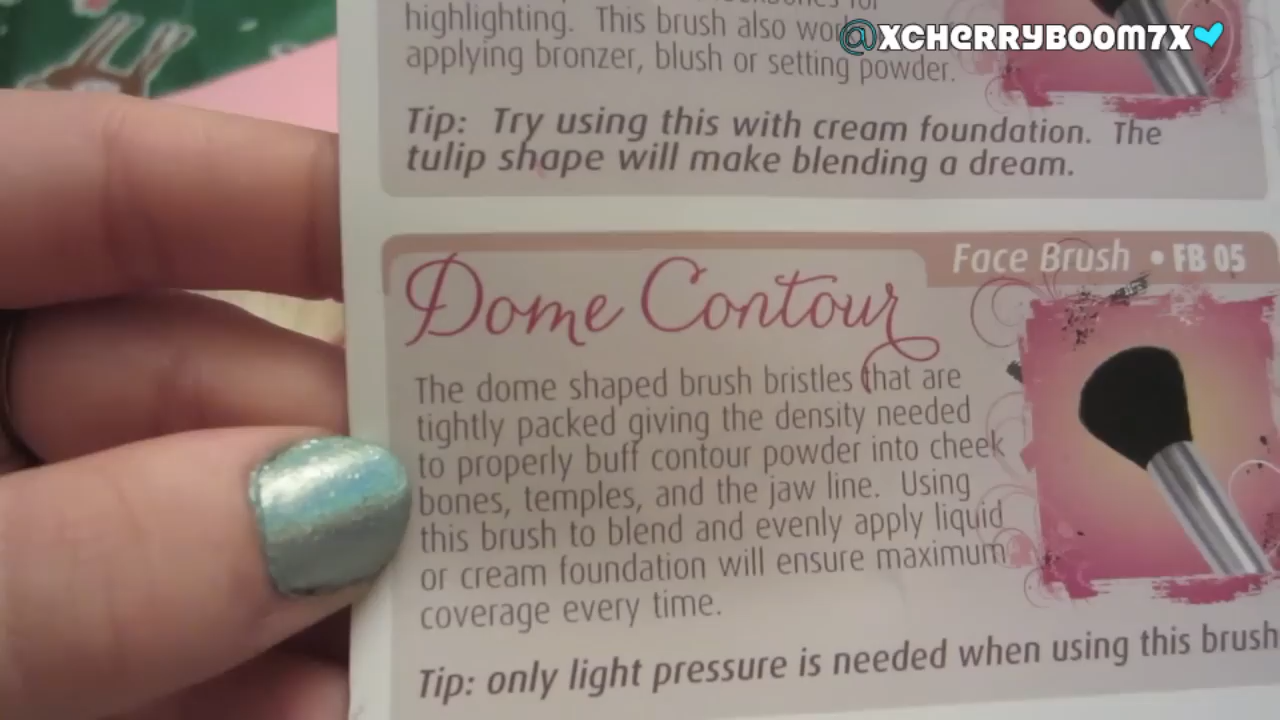 highlighting. This brush also
@XCHERRYBOOM7X
applying bronzer, blush or setting powder.
Tip: Try using this with cream foundation. The
tulip shape will make blending a dream.
Face Brush • FB 05
Dome Contour
The dome shaped brush bristles that are
tightly packed giving the density needed
to properly buff contour powder into cheek
bones, temples, and the jaw line. Using
this brush to blend and evenly apply liquid
or cream foundation will ensure maximum
coverage every time.
Tip: only light pressure is needed when using this brush